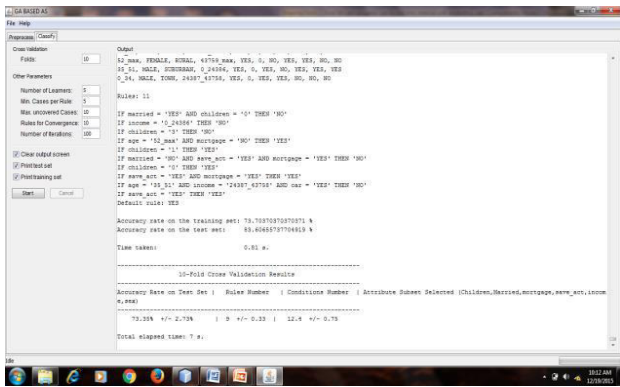 GA BASED AS
File Help
Preprocess Classify
Cross Validation
Folds: 10
Other Parameters
Number of Learners: 5
Min. Cases per Rule: 5
Max. uncovered Cases: 10
Rules for Convergence: 10
Number of Iterations: 100
Clear output screen
Print test set
Print training set
Start Cancel
Output
52_max, FEMALE, RURAL, 43759_max, YES, 0, NO, YES, YES, NO, NO
35_51, MALE, SUBURBAN, 0_24386, YES, 0, YES, NO, YES, YES, YES
0_34, MALE, TOWN, 24387_43758, YES, 0, YES, YES, NO, NO, NO
Rules: 11
IF married = 'YES' AND children = '0' THEN 'NO'
IF income = '0_24386' THEN 'NO'
IF children = '3' THEN 'NO'
IF age = '52_max' AND mortgage = 'NO' THEN 'YES'
IF children = '1' THEN 'YES'
IF married = 'NO' AND save_act = 'YES' AND mortgage = 'YES' THEN 'NO'
IF children = '0' THEN 'YES'
IF save_act = 'YES' AND mortgage = 'YES' THEN 'YES'
IF age = '35_51' AND income = '24387_43758' AND car = 'YES' THEN 'NO'
IF save_act = 'YES' THEN 'YES'
Default rule: YES
Accuracy rate on the training set: 73.70370370370371 %
Accuracy rate on the test set: 83.60655737704919 %
Time taken: 0.81 s.
10-Fold Cross Validation Results
Accuracy Rate on Test Set | Rules Number | Conditions Number | Attribute Subset Selected (Children,Married,mortgage,save_act,incom
e,sex)
73.33% +/- 2.73% | 9 +/- 0.33 | 12.4 +/- 0.75
Total elapsed time: 7 s.
Idle
10:12 AM
12/19/2015